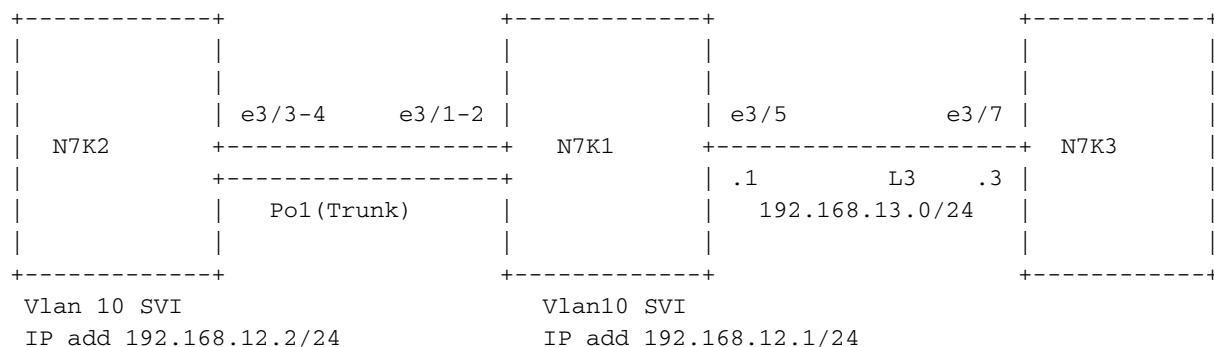 e3/3-4 e3/1-2 e3/5 e3/7
N7K2 N7K1 N7K3
.1 L3 .3
Po1(Trunk) 192.168.13.0/24
Vlan 10 SVI Vlan10 SVI
IP add 192.168.12.2/24 IP add 192.168.12.1/24